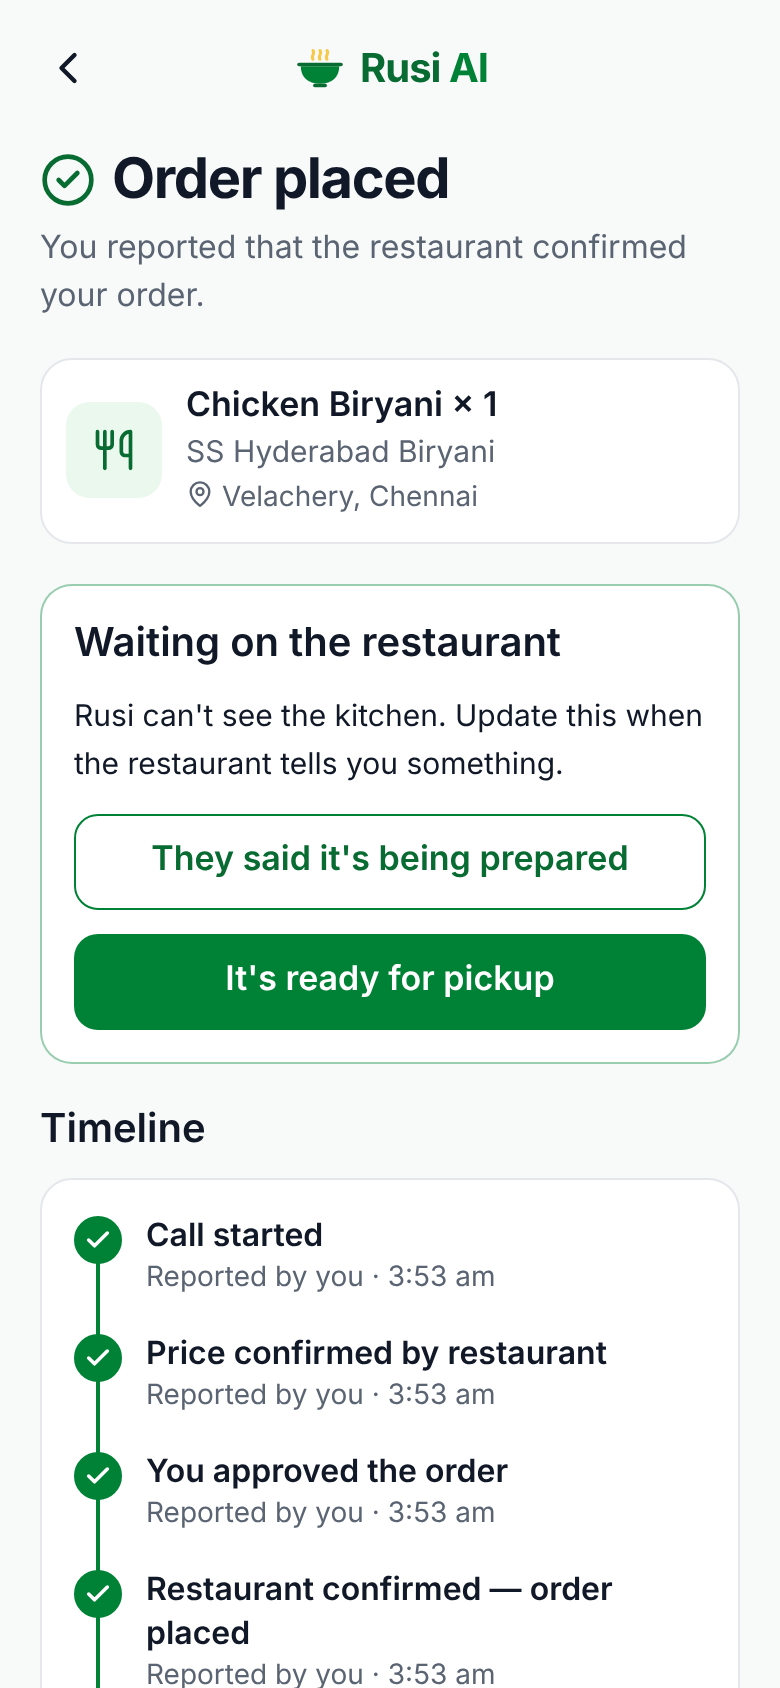 Rusi AI
Order placed
You reported that the restaurant confirmed
your order.
Chicken Biryani × 1
SS Hyderabad Biryani
Velachery, Chennai
Waiting on the restaurant
Rusi can't see the kitchen. Update this when
the restaurant tells you something.
They said it's being prepared
It's ready for pickup
Timeline
Call started
Reported by you · 3:53 am
Price confirmed by restaurant
Reported by you · 3:53 am
You approved the order
Reported by you · 3:53 am
Restaurant confirmed — order
placed
Reported by you · 3:53 am